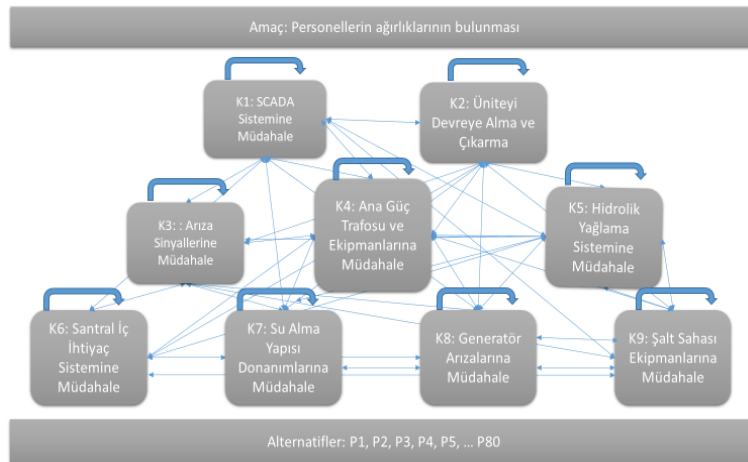 Amaç: Personellerin ağırlıklarının bulunması
K1: SCADA
Sistemine
Müdahale
K2: Üniteyi
Devreye Alma ve
Çıkarma
K3: : Arıza
Sinyallerine
Müdahale
K4: Ana Güç
Trafosu ve
Ekipmanlarına
Müdahale
K5: Hidrolik
Yağlama
Sistemine
Müdahale
K6: Santral İç
İhtiyaç
Sistemine
Müdahale
K7: Su Alma
Yapısı
Donanımlarına
Müdahale
K8: Generatör
Arızalarına
Müdahale
K9: Şalt Sahası
Ekipmanlarına
Müdahale
Alternatifler: P1, P2, P3, P4, P5, ... P80